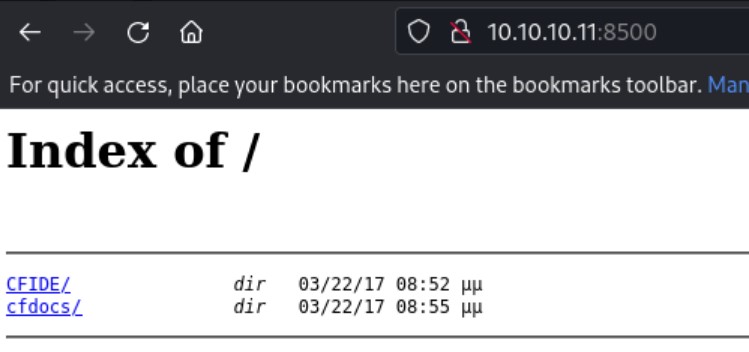 10.10.10.11:8500
For quick access, place your bookmarks here on the bookmarks toolbar. Man
Index of /
CFIDE/ dir 03/22/17 08:52 μμ
cfdocs/ dir 03/22/17 08:55 μμ